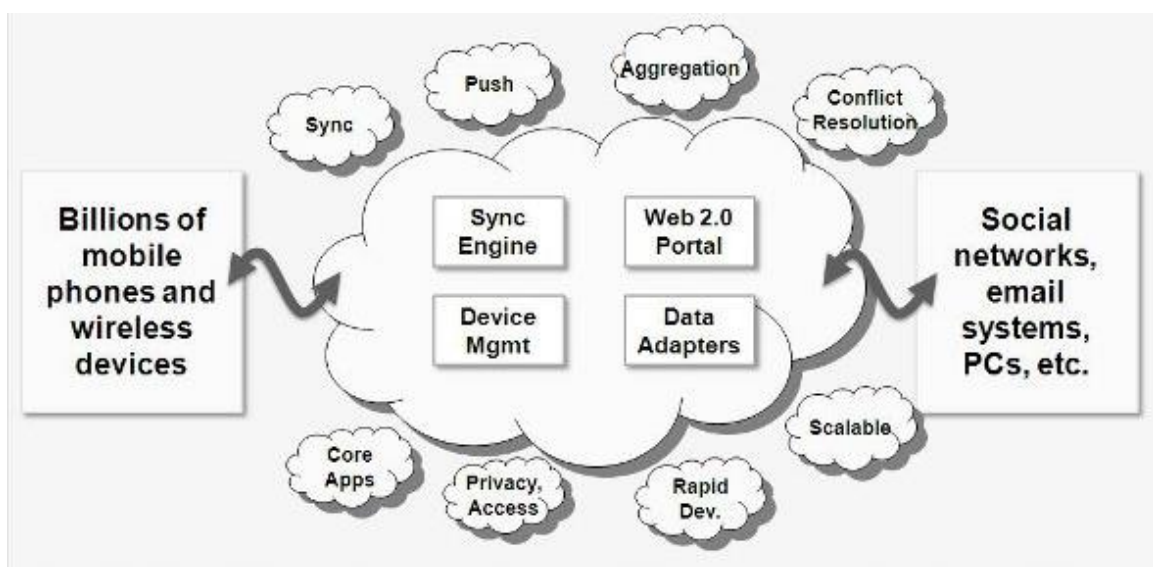 Sync
Push
Aggregation
Conflict
Resolution
Billions of
mobile
phones and
wireless
devices
Sync
Engine
Web 2.0
Portal
Device
Mgmt
Data
Adapters
Social
networks,
email
systems,
PCs, etc.
Core
Apps
Privacy,
Access
Rapid
Dev.
Scalable